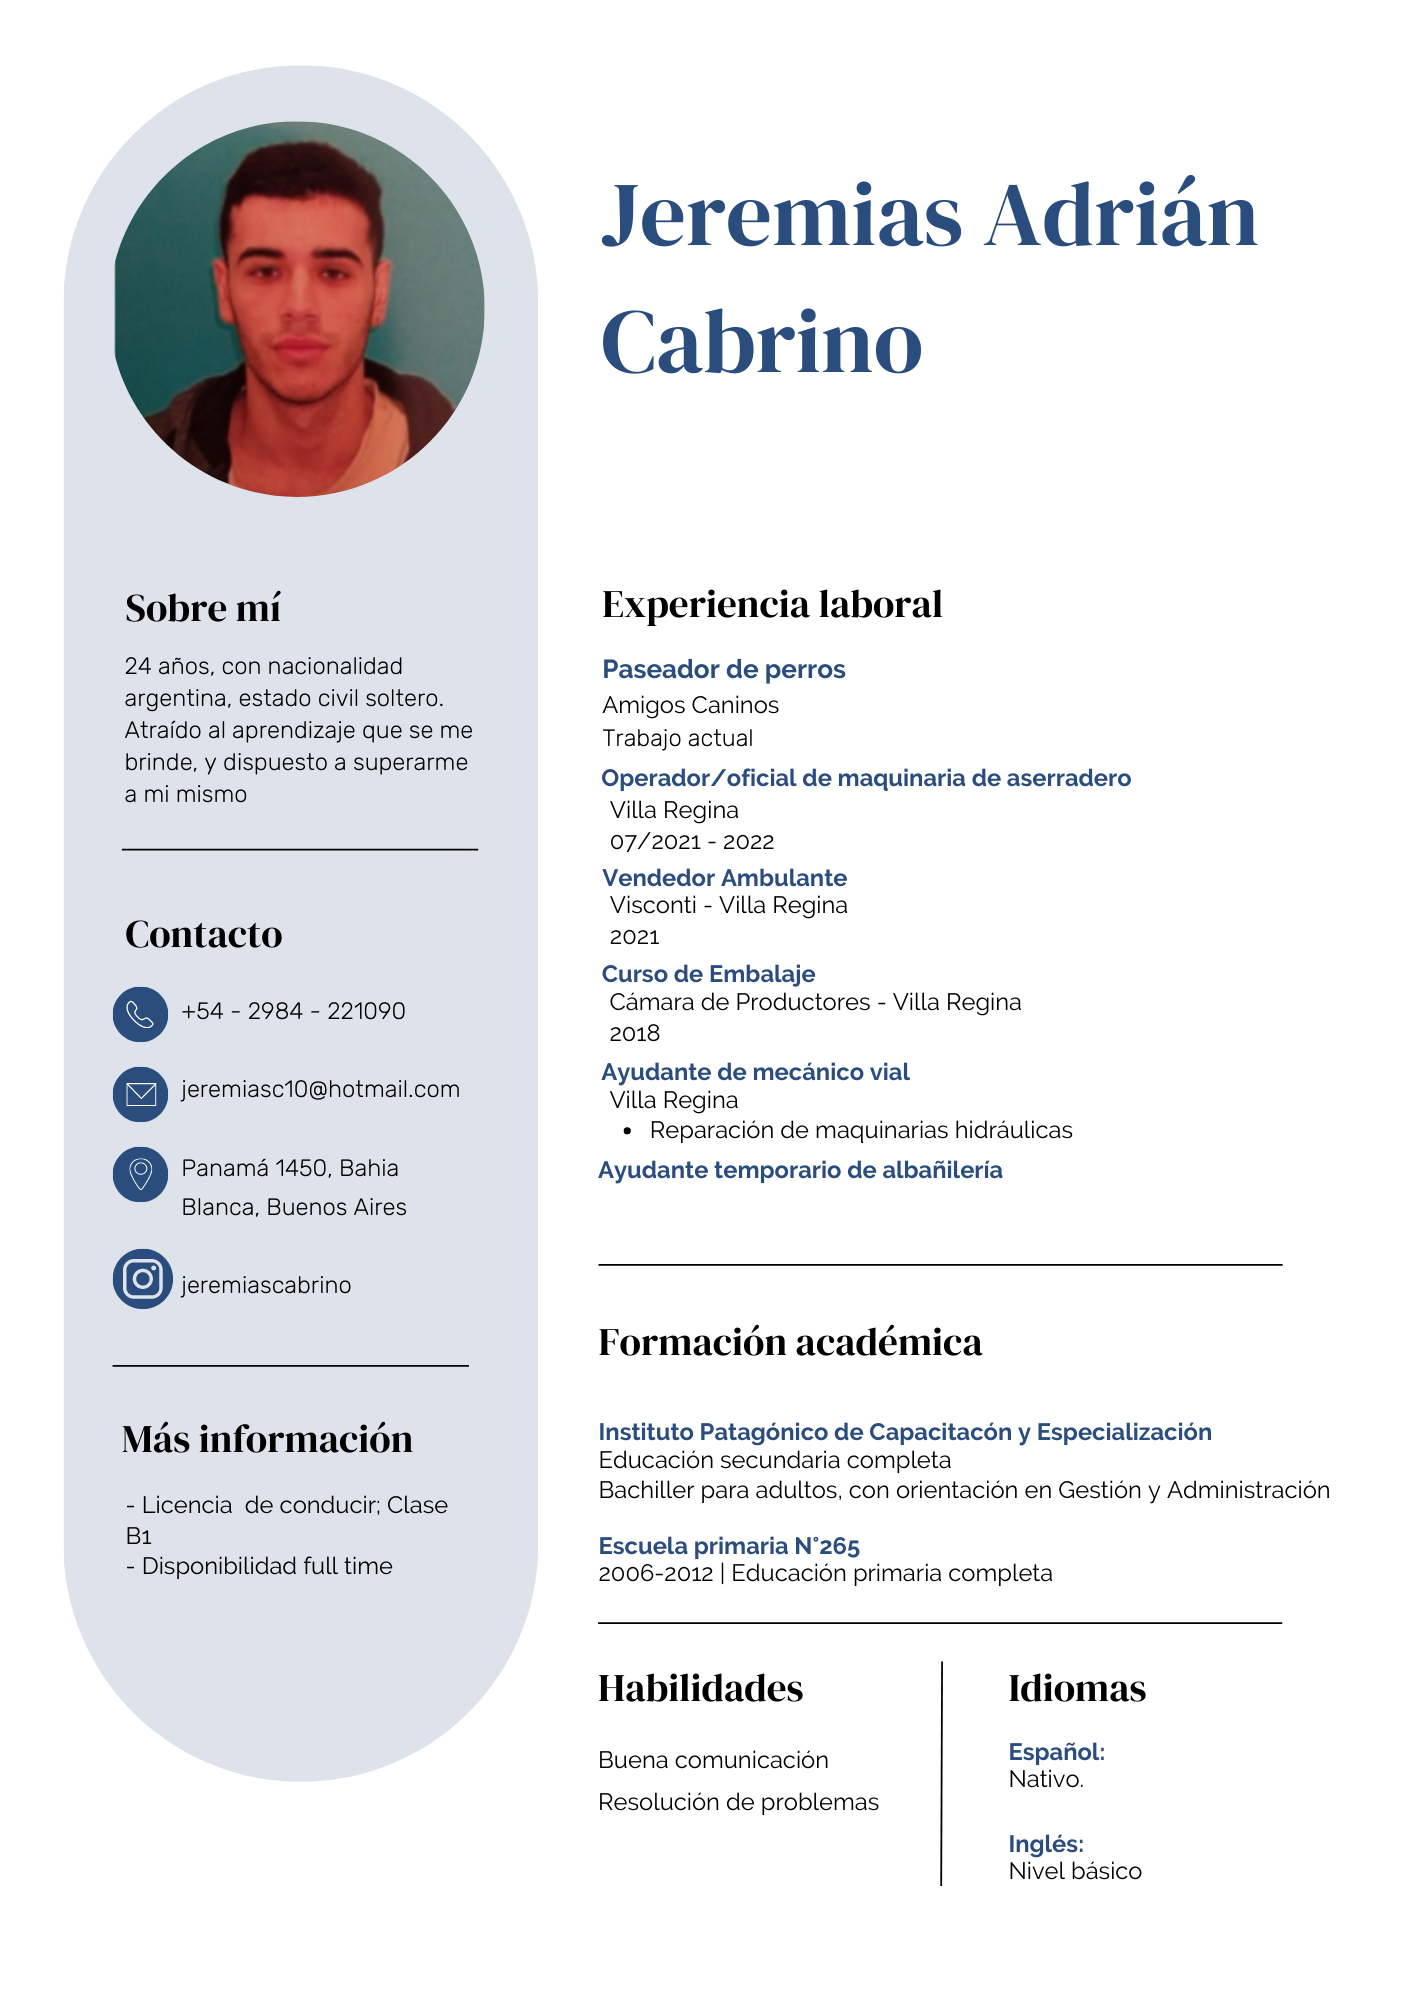 Jeremias Adrián
Cabrino
Sobre mí
24 años, con nacionalidad
argentina, estado civil soltero.
Atraído al aprendizaje que se me
brinde, y dispuesto a superarme
a mi mismo
Contacto
+54 - 2984 - 221090
jeremiasc10@hotmail.com
Panamá 1450, Bahia
Blanca, Buenos Aires
jeremiascabrino
Más información
- Licencia  de conducir; Clase
B1
- Disponibilidad full time
Experiencia laboral
Paseador de perros
Amigos Caninos
Trabajo actual
Operador/oficial de maquinaria de aserradero
Villa Regina
07/2021 - 2022
Vendedor Ambulante
Visconti - Villa Regina
2021
Curso de Embalaje
Cámara de Productores - Villa Regina
2018
Ayudante de mecánico vial
Villa Regina
• Reparación de maquinarias hidráulicas
Ayudante temporario de albañilería
Formación académica
Instituto Patagónico de Capacitacón y Especialización
Educación secundaria completa
Bachiller para adultos, con orientación en Gestión y Administración
Escuela primaria N°265
2006-2012 | Educación primaria completa
Habilidades
Buena comunicación
Resolución de problemas
Idiomas
Español:
Nativo.
Inglés:
Nivel básico